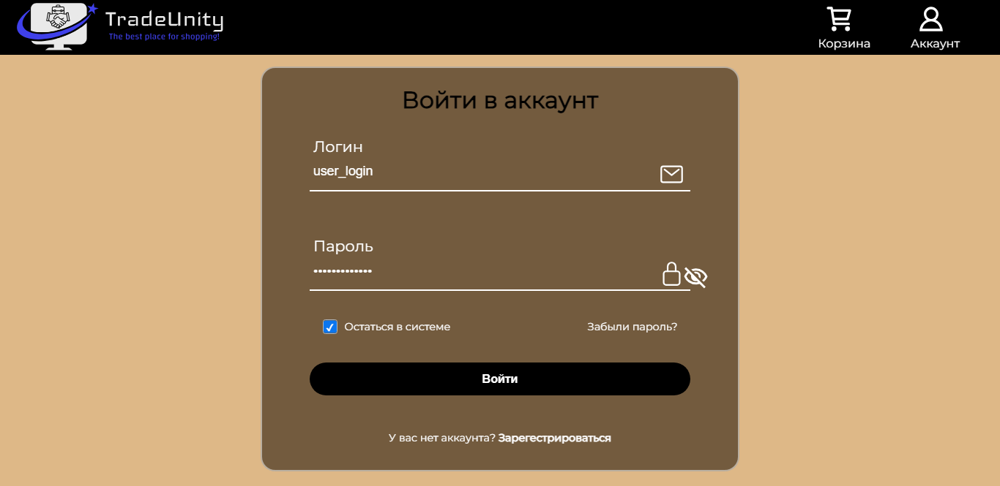 TradeUnity
The best place for shopping!
Корзина
Аккаунт
Войти в аккаунт
Логин
user_login
Пароль
•••••••••••••
Остаться в системе
Забыли пароль?
Войти
У вас нет аккаунта? Зарегестрироваться